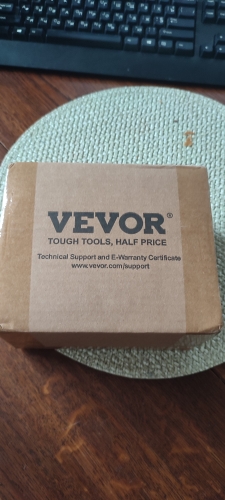 VEVOR®
TOUGH TOOLS, HALF PRICE
Technical Support and E-Warranty Certificate
www.vevor.com/support